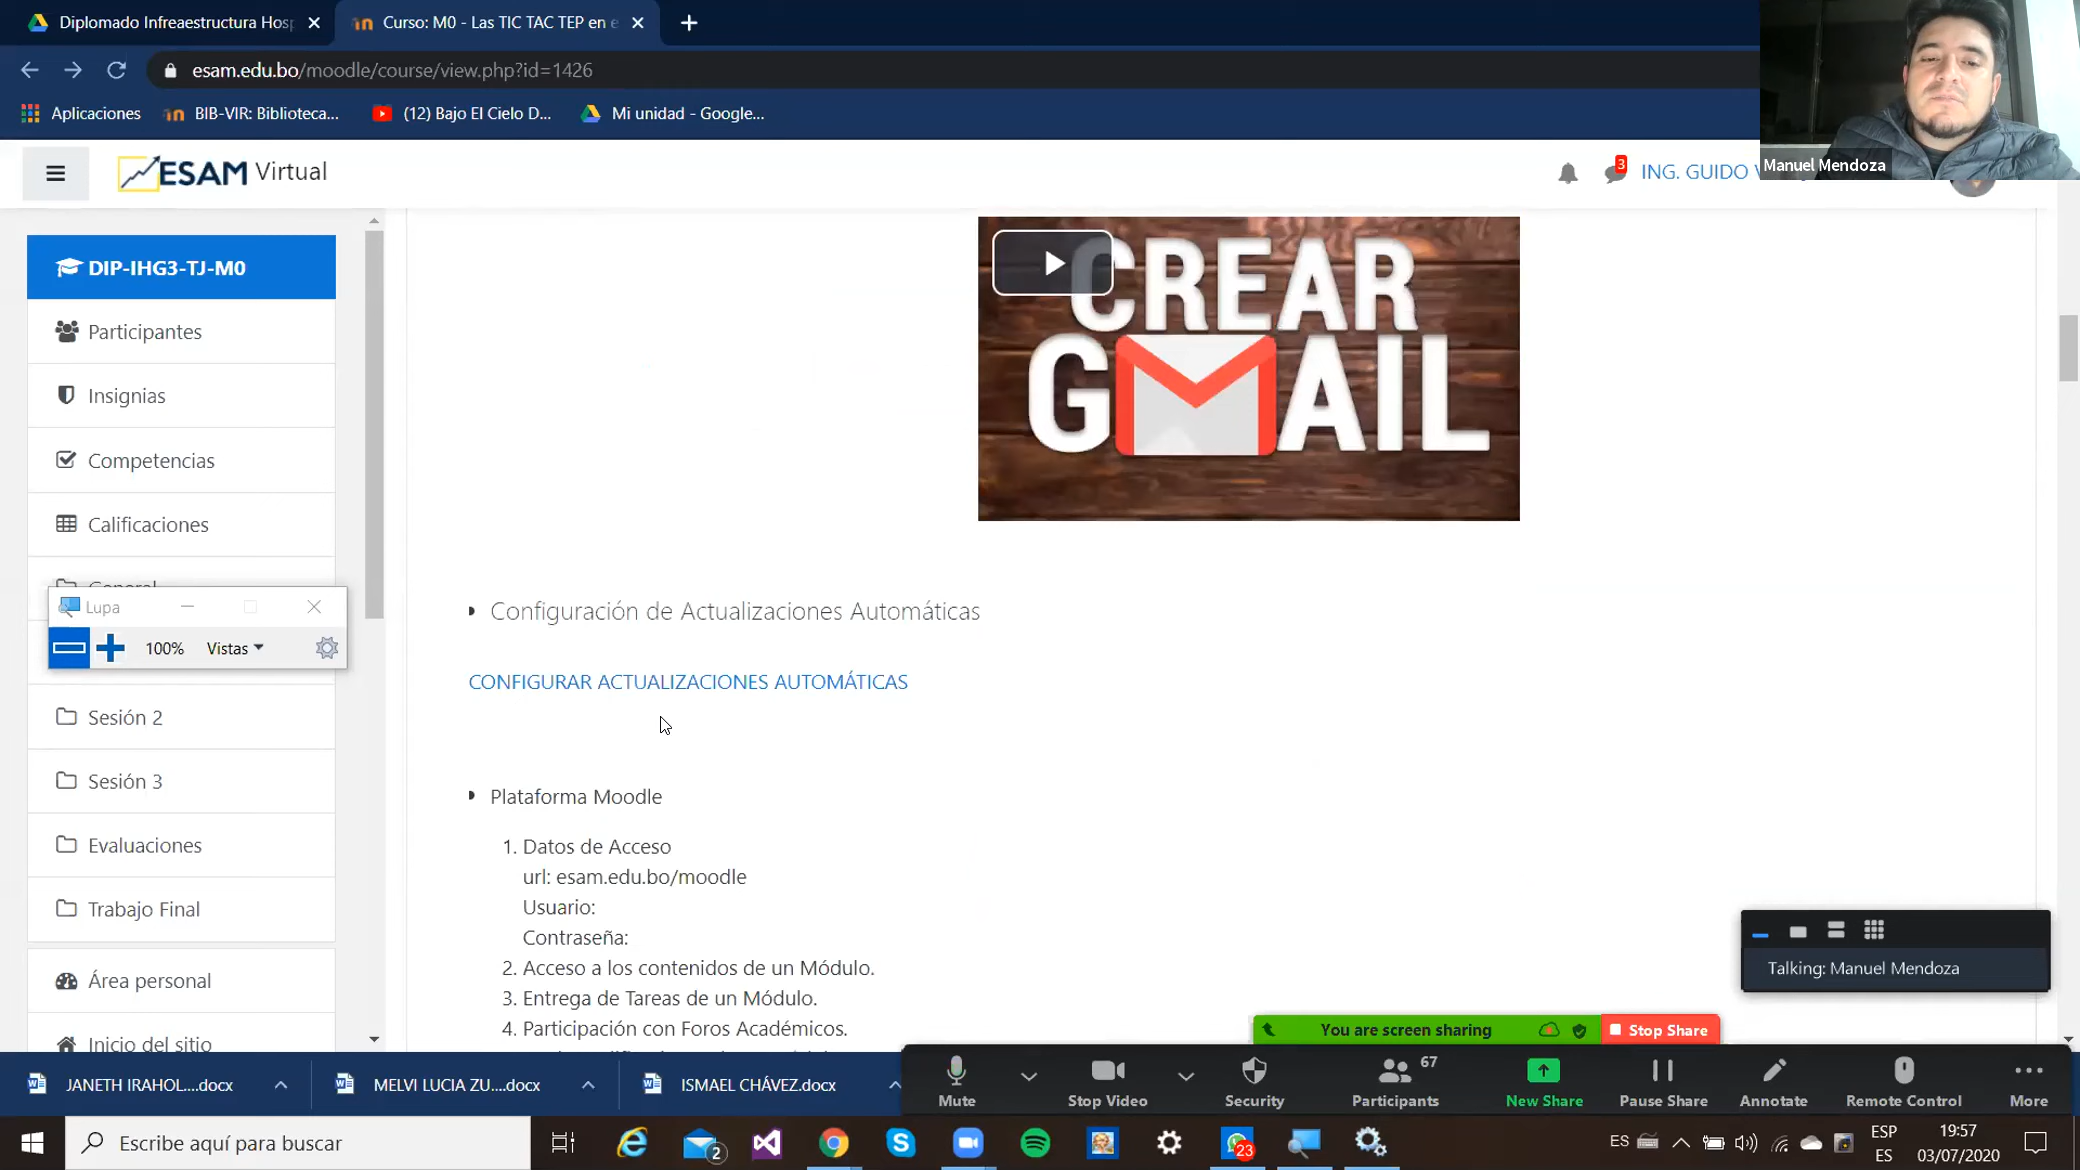 Diplomado Infraestructura Hosp
Curso: M0 - Las TIC TAC TEP en e
esam.edu.bo/moodle/course/view.php?id=1426
Aplicaciones
BIB-VIR: Biblioteca...
(12) Bajo El Cielo D...
Mi unidad - Google...
Manuel Mendoza
ESAM Virtual
3
ING. GUIDO V
DIP-IHG3-TJ-M0
Participantes
Insignias
Competencias
Calificaciones
General
Lupa
100%
Vistas
Sesión 2
Sesión 3
Evaluaciones
Trabajo Final
Área personal
Inicio del sitio
CREAR
GMAIL
Configuración de Actualizaciones Automáticas
CONFIGURAR ACTUALIZACIONES AUTOMÁTICAS
Plataforma Moodle
1. Datos de Acceso
url: esam.edu.bo/moodle
Usuario:
Contraseña:
2. Acceso a los contenidos de un Módulo.
3. Entrega de Tareas de un Módulo.
4. Participación con Foros Académicos.
Talking: Manuel Mendoza
You are screen sharing
Stop Share
JANETH IRAHOL....docx
MELVI LUCIA ZU....docx
ISMAEL CHÁVEZ.docx
Mute
Stop Video
Security
Participants
67
New Share
Pause Share
Annotate
Remote Control
More
Escribe aquí para buscar
2
23
ES
ESP
ES
19:57
03/07/2020